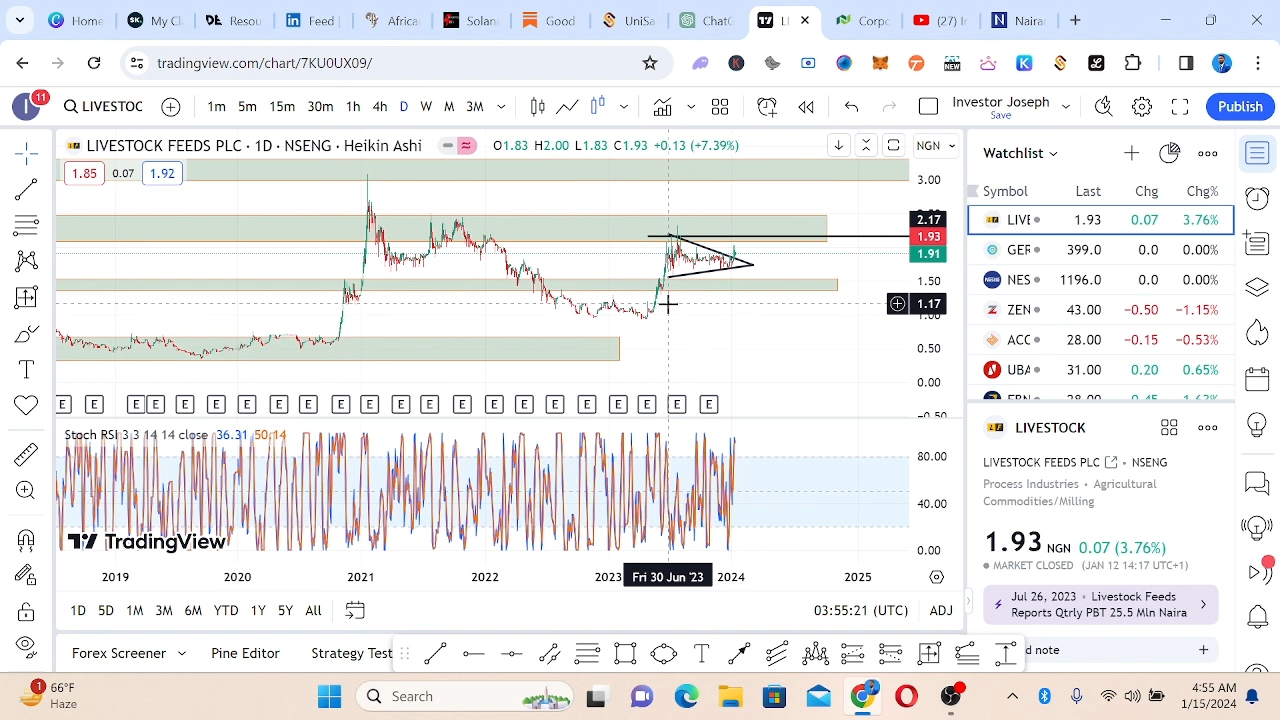 Home
My Cl
Resou
Feed
Africa
Solana
Good
UniSa
ChatG
LI
Corp
(27)
Naira
tradingview.com/chart/7KU0UX09/
11
LIVESTOC
1m 5m 15m 30m 1h 4h D W M 3M
Investor Joseph
Save
Publish
LIVESTOCK FEEDS PLC · 1D · NSENG · Heikin Ashi
O1.83 H2.00 L1.83 C1.93 +0.13 (+7.39%)
NGN
1.85 0.07 1.92
3.00
2.17
1.93
1.91
1.50
1.17
1.00
0.50
0.00
-0.50
E E E E E E E E E E E E E E E E E E E E E E
Stoch RSI 3 3 14 14 close 36.31 50.14
80.00
40.00
0.00
TradingView
2019 2020 2021 2022 2023 Fri 30 Jun '23 2024 2025
1D 5D 1M 3M 6M YTD 1Y 5Y All
03:55:21 (UTC) ADJ
Forex Screener Pine Editor Strategy Test
Watchlist
Symbol Last Chg Chg%
LIVE 1.93 0.07 3.76%
GER 399.0 0.0 0.00%
NES 1196.0 0.0 0.00%
ZEN 43.00 −0.50 −1.15%
ACC 28.00 −0.15 −0.53%
UBA 31.00 0.20 0.65%
LIVESTOCK
LIVESTOCK FEEDS PLC NSENG
Process Industries • Agricultural
Commodities/Milling
1.93 NGN 0.07 (3.76%)
MARKET CLOSED (JAN 12 14:17 UTC+1)
Jul 26, 2023 • Livestock Feeds
Reports Qtrly PBT 25.5 Mln Naira
d note
1
66°F
Haze
Search
4:55 AM
1/15/2024